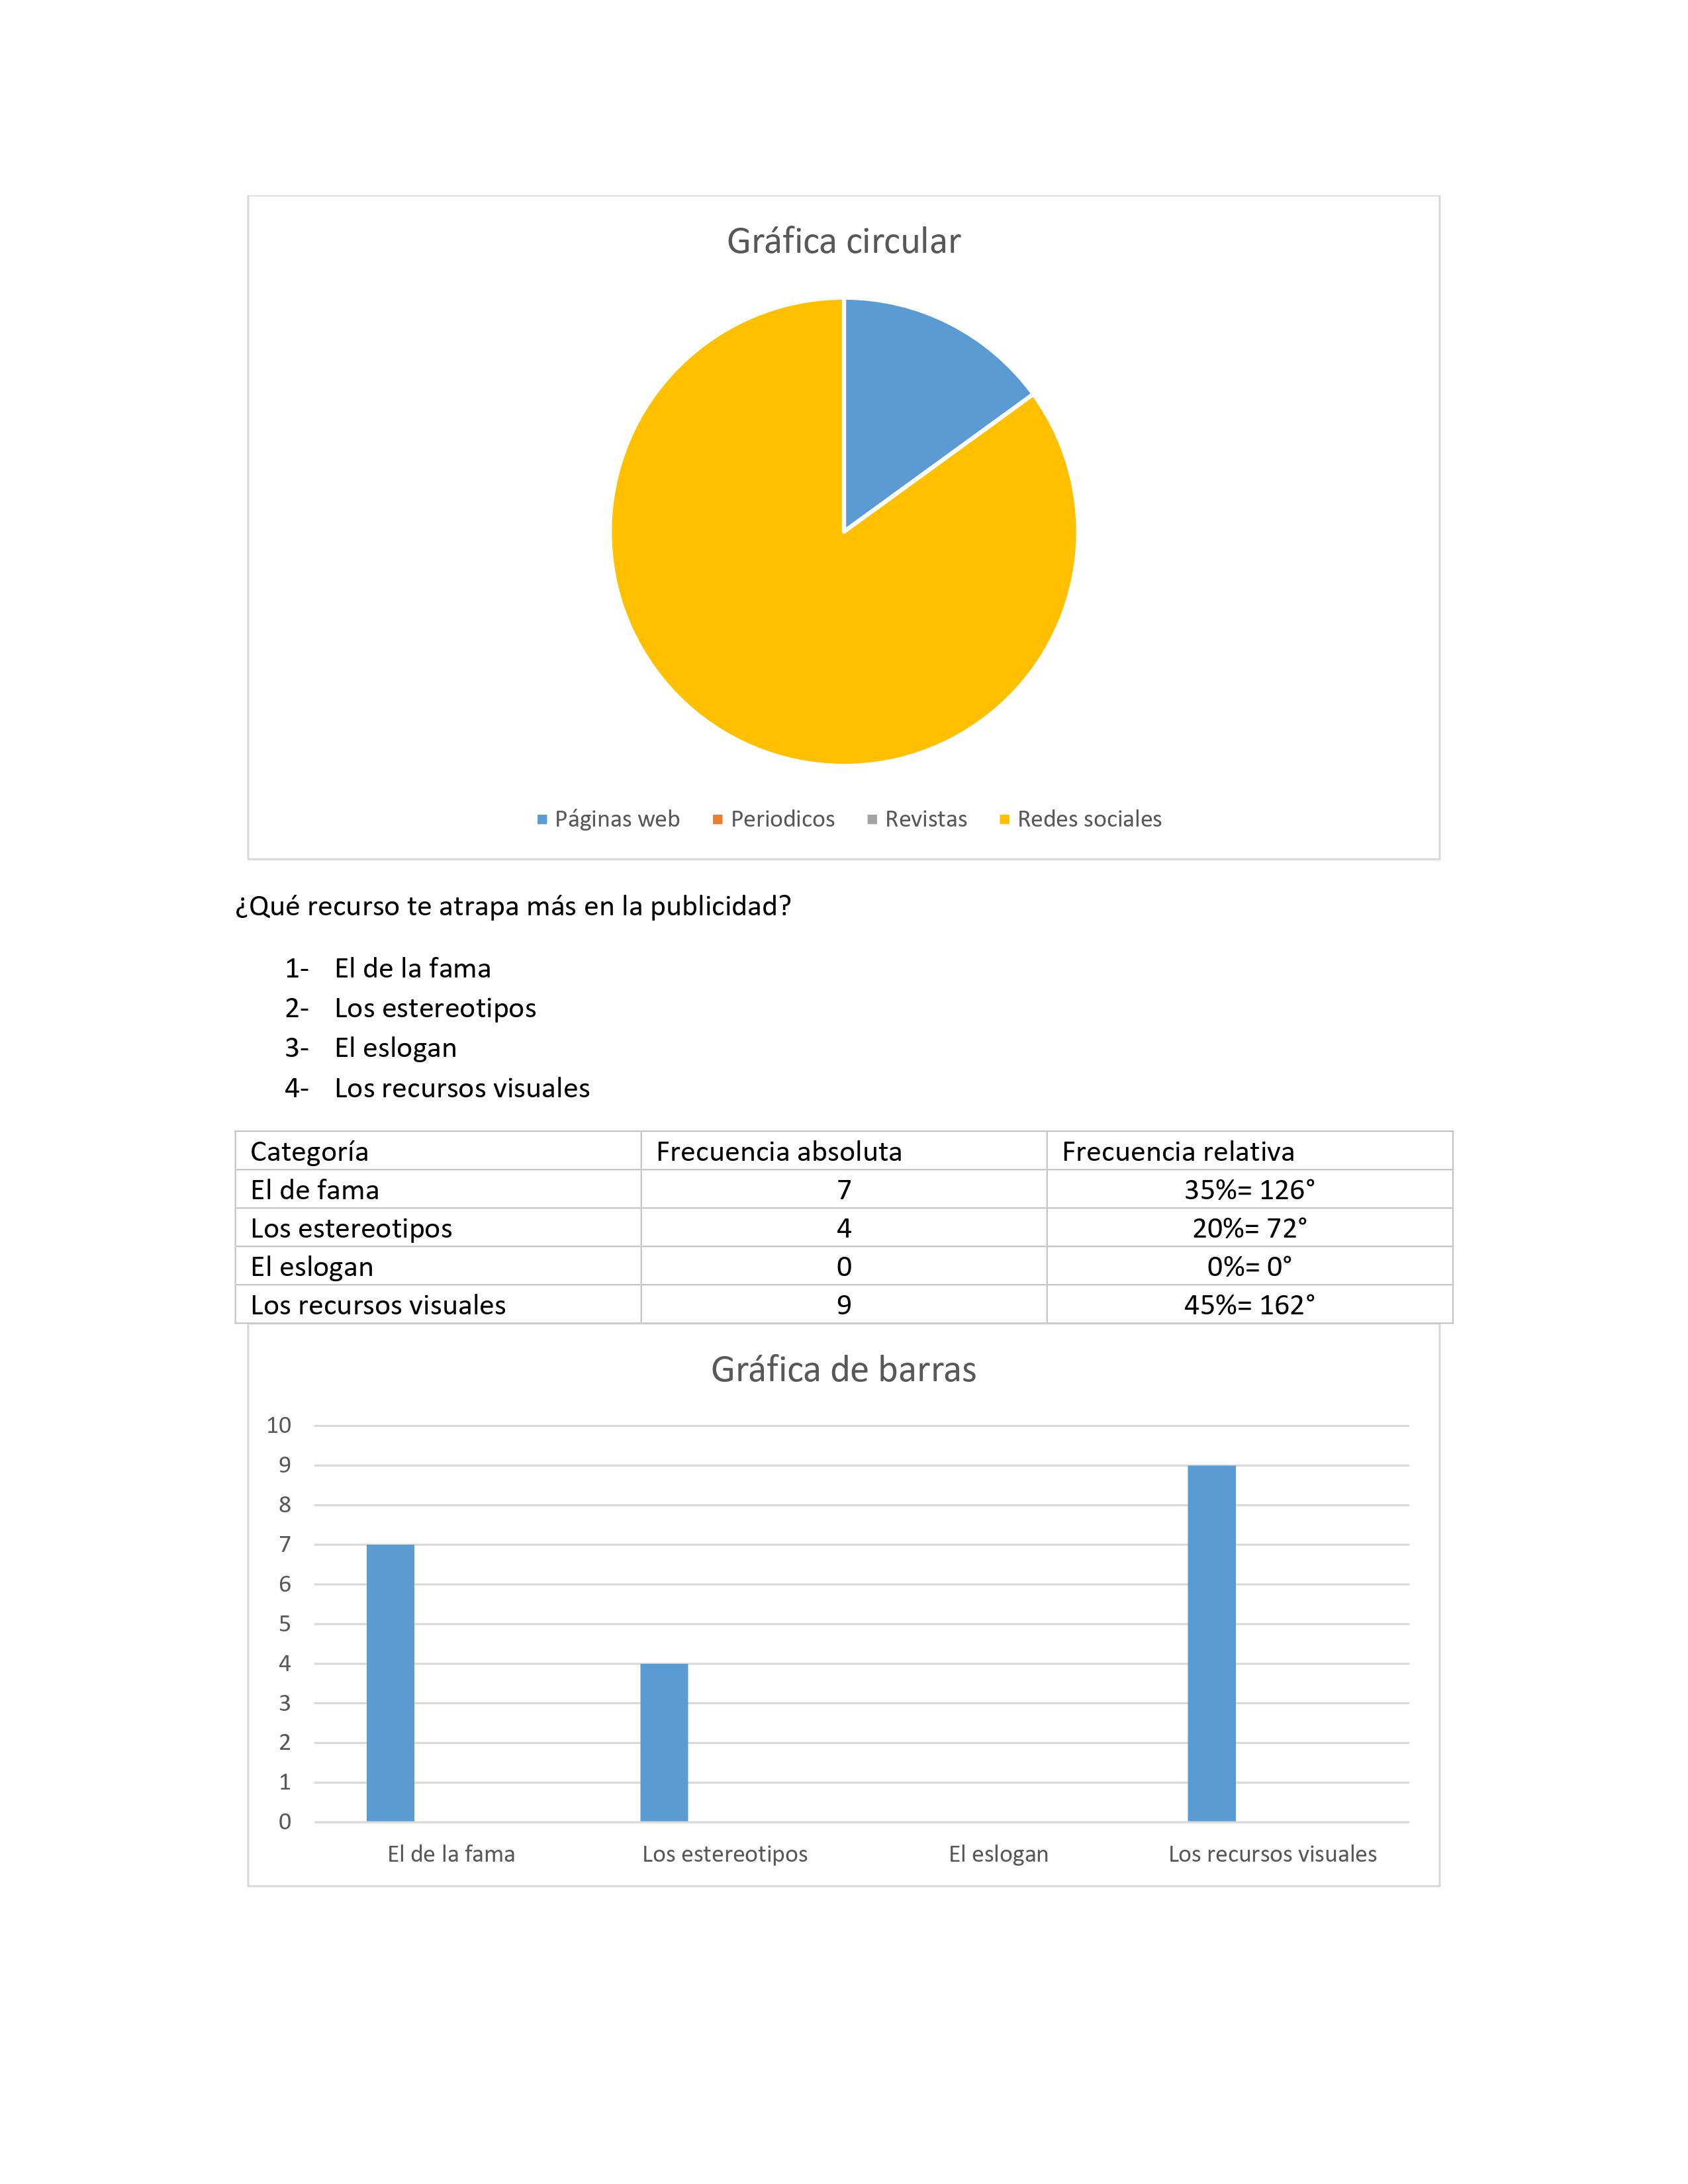 Gráfica circular
Páginas web Periodicos Revistas Redes sociales
¿Qué recurso te atrapa más en la publicidad?
1- El de la fama
2- Los estereotipos
3- El eslogan
4- Los recursos visuales
Categoría Frecuencia absoluta Frecuencia relativa
El de fama 7 35%= 126°
Los estereotipos 4 20%= 72°
El eslogan 0 0%= 0°
Los recursos visuales 9 45%= 162°
Gráfica de barras
10
9
8
7
6
5
4
3
2
1
0
El de la fama Los estereotipos El eslogan Los recursos visuales